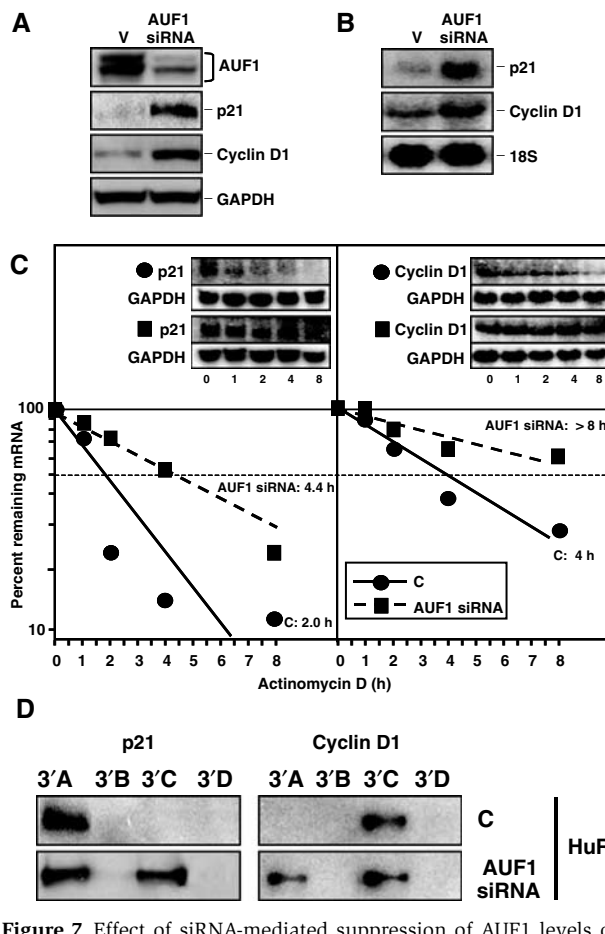 A
V
AUF1
siRNA
AUF1
p21
Cyclin D1
GAPDH
B
V
AUF1
siRNA
p21
Cyclin D1
18S
C
p21
GAPDH
p21
GAPDH
0 1 2 4 8
Cyclin D1
GAPDH
Cyclin D1
GAPDH
0 1 2 4 8
Percent remaining mRNA
100
10
AUF1 siRNA: 4.4 h
C: 2.0 h
AUF1 siRNA: > 8 h
C: 4 h
C
AUF1 siRNA
0 1 2 3 4 5 6 7 8
0 1 2 3 4 5 6 7 8
Actinomycin D (h)
D
p21 Cyclin D1
3′A 3′B 3′C 3′D 3′A 3′B 3′C 3′D
C
AUF1
siRNA
Figure 7 Effect of siRNA-mediated suppression of AUF1 levels